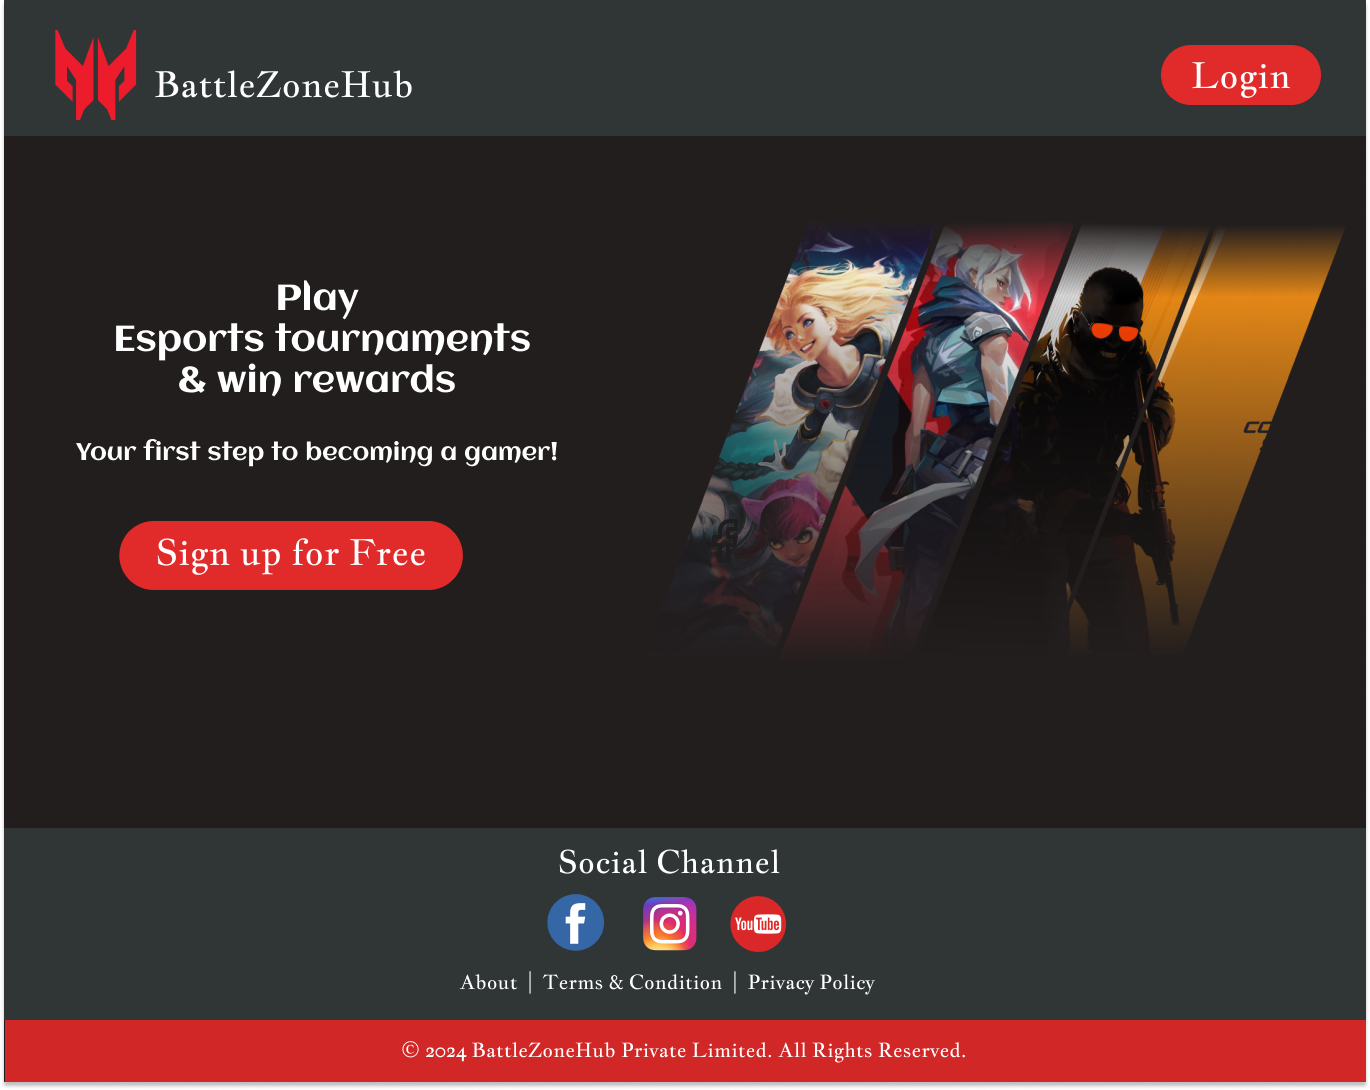 BattleZoneHub
Login
Play
Esports tournaments
& win rewards
Your first step to becoming a gamer!
Sign up for Free
Social Channel
YouTube
About | Terms & Condition | Privacy Policy
© 2024 BattleZoneHub Private Limited. All Rights Reserved.